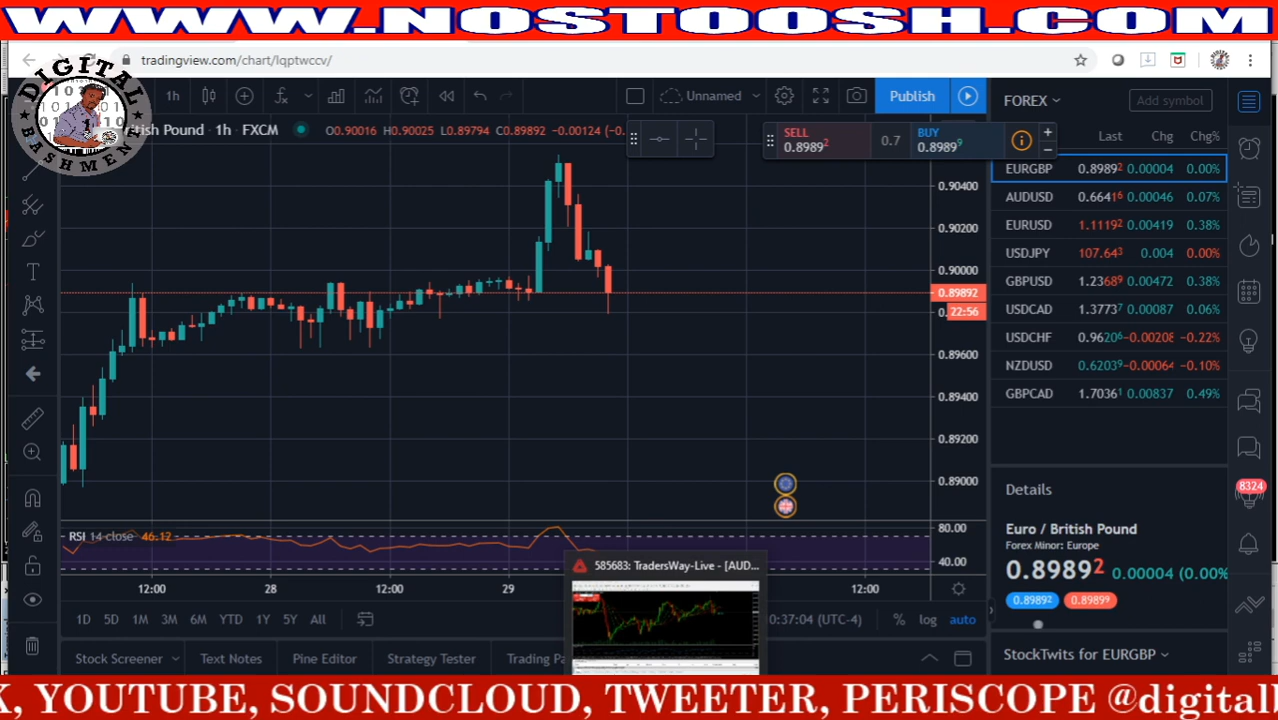 WWW.NOSTOOSH.COM
tradingview.com/chart/lqptwccv/
DIGITAL
BASHMENT
1h
Unnamed
Publish
FOREX
Add symbol
itish Pound · 1h · FXCM
O0.90016 H0.90025 L0.89794 C0.89892 -0.00124 (-0.
SELL
0.89892
0.7
BUY
0.89899
Last Chg Chg%
EURGBP 0.89892 0.00004 0.00%
AUDUSD 0.66416 0.00046 0.07%
EURUSD 1.11192 0.00419 0.38%
USDJPY 107.643 0.004 0.00%
GBPUSD 1.23689 0.00472 0.38%
USDCAD 1.37737 0.00087 0.06%
USDCHF 0.96206 -0.00208 -0.22%
NZDUSD 0.62039 -0.00064 -0.10%
GBPCAD 1.70361 0.00837 0.49%
0.90400
0.90200
0.90000
0.89892
22:56
0.89600
0.89400
0.89200
0.89000
8324
Details
Euro / British Pound
Forex Minor: Europe
0.89892 0.00004 (0.00%
0.89892 0.89899
StockTwits for EURGBP
RSI 14 close 46.12
80.00
40.00
585683: TradersWay-Live - [AUD...
12:00 28 12:00 29 12:00
1D 5D 1M 3M 6M YTD 1Y 5Y All
0:37:04 (UTC-4) % log auto
Stock Screener Text Notes Pine Editor Strategy Tester Trading Pa
K, YOUTUBE, SOUNDCLOUD, TWEETER, PERISCOPE @digitalb